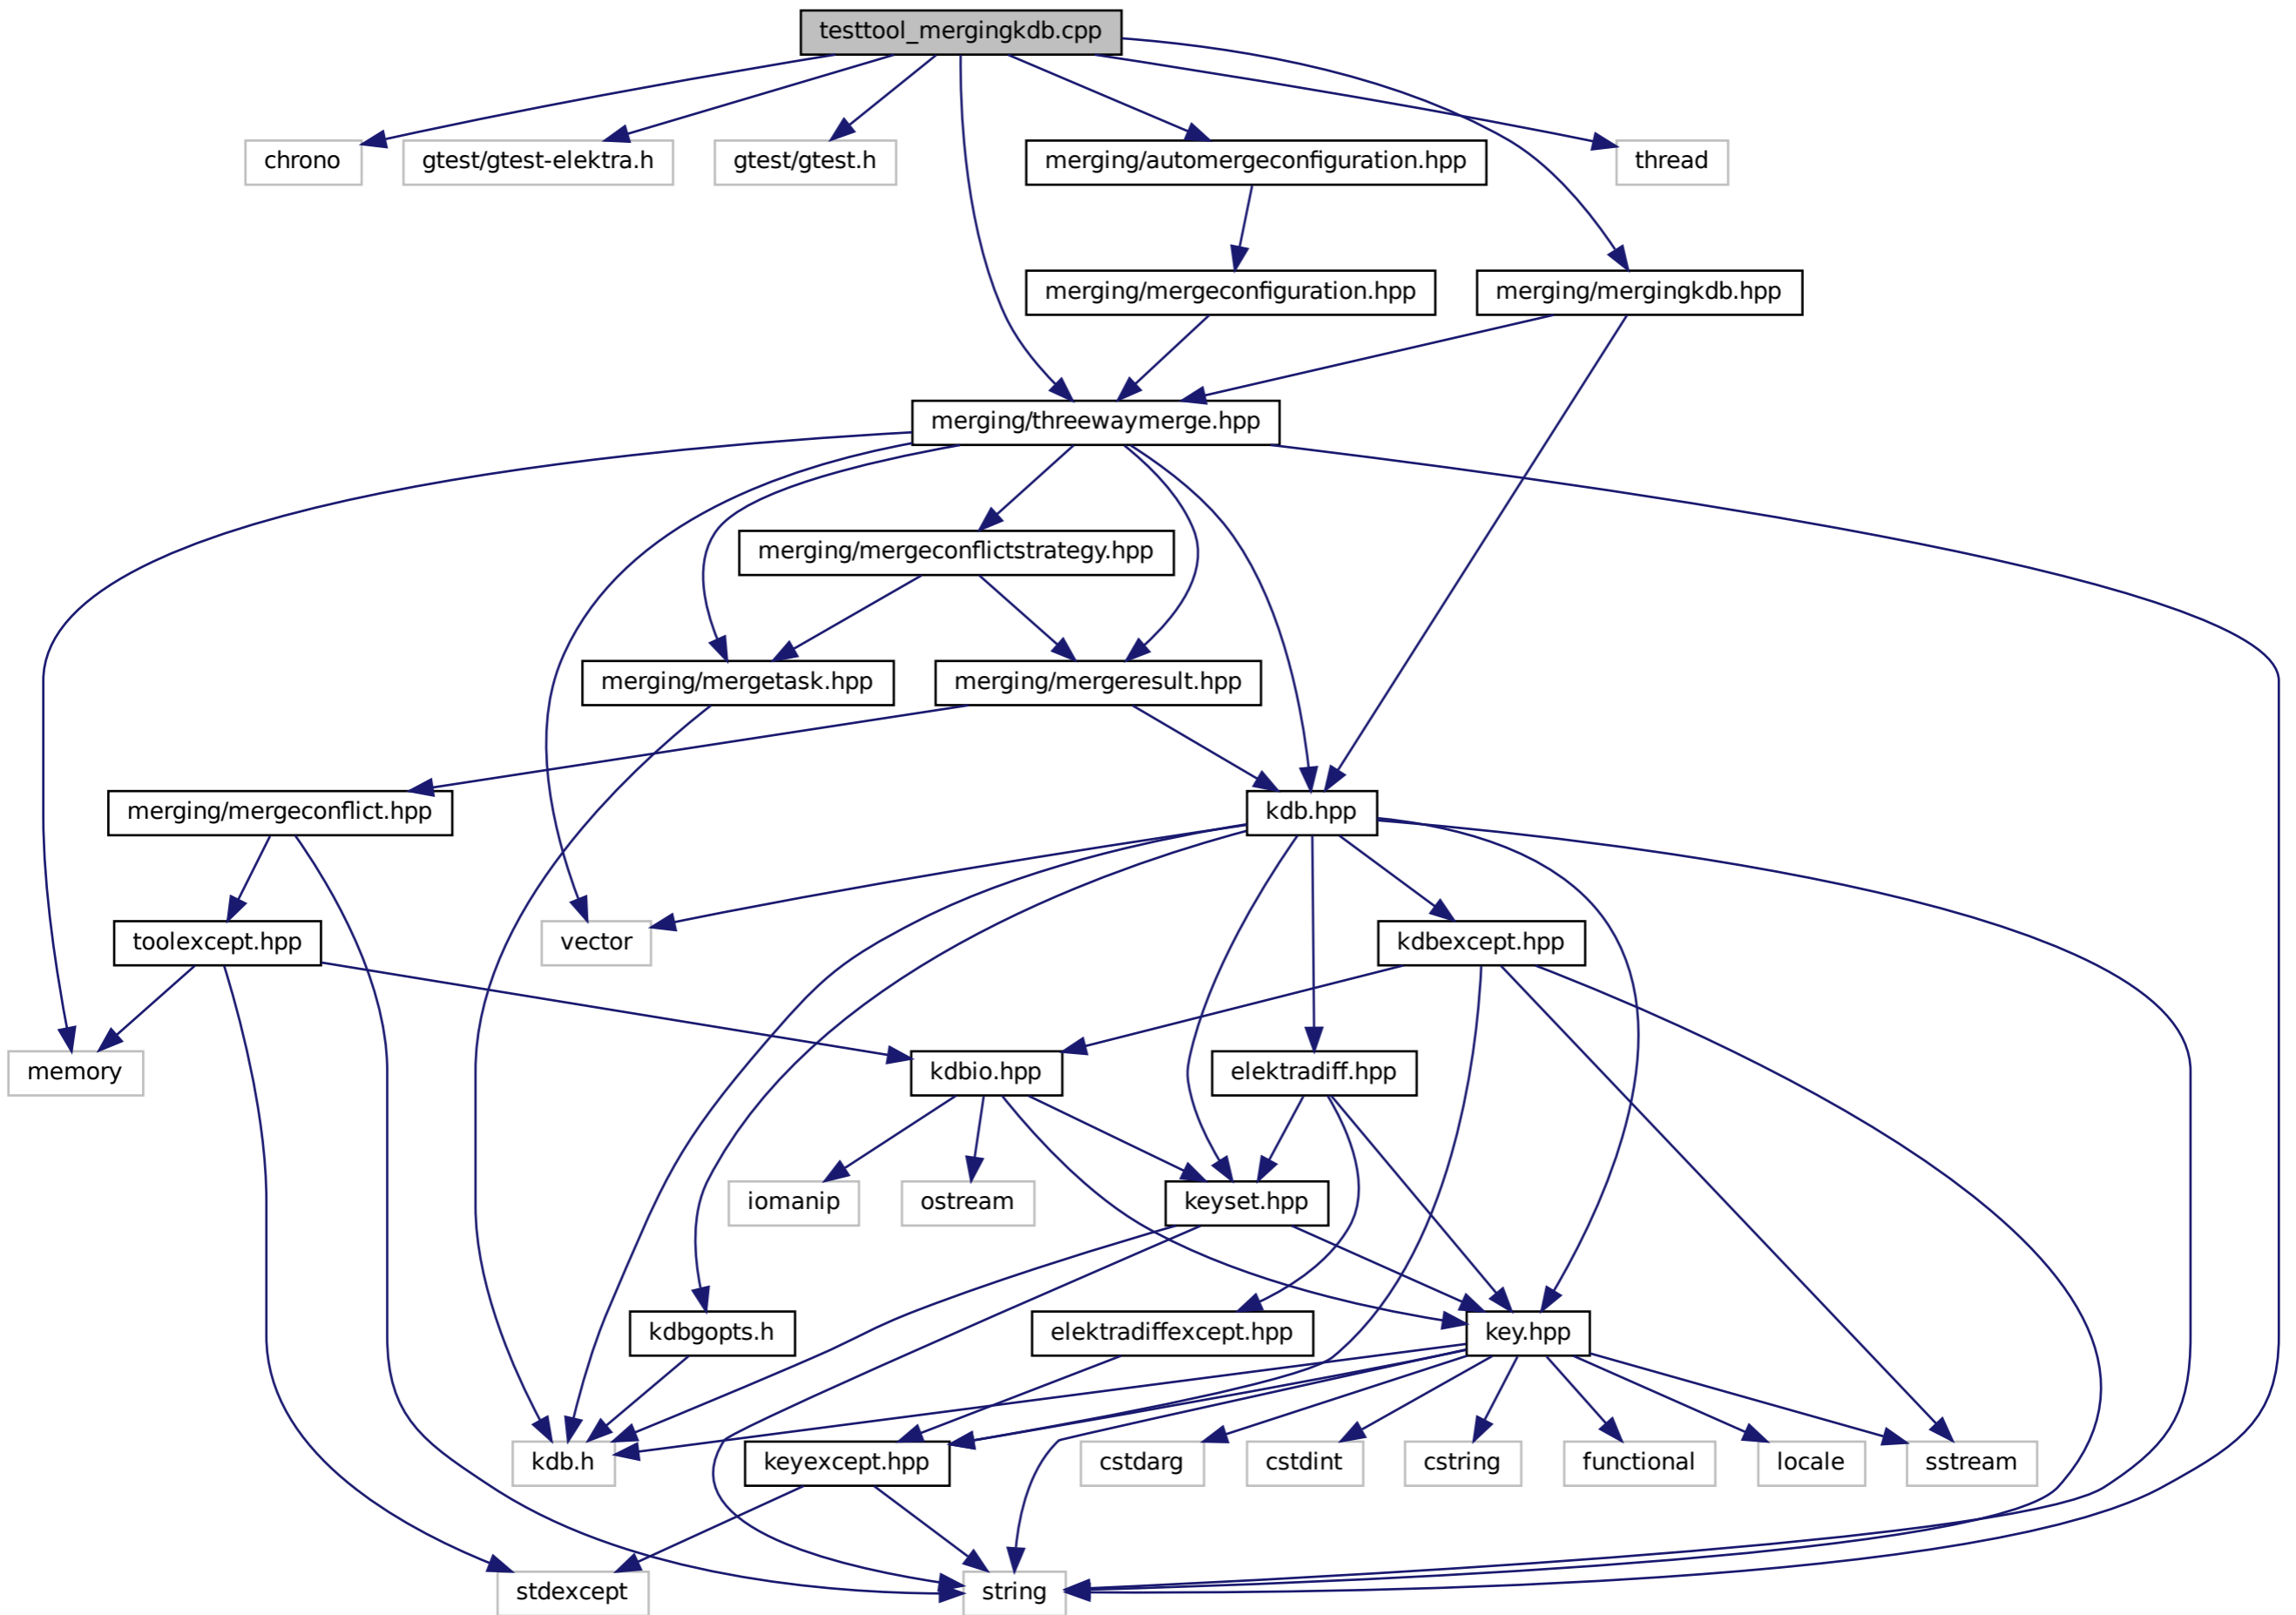 testtool_mergingkdb.cpp
chrono
gtest/gtest-elektra.h
gtest/gtest.h
merging/automergeconfiguration.hpp
thread
merging/mergeconfiguration.hpp
merging/mergingkdb.hpp
merging/threewaymerge.hpp
merging/mergeconflictstrategy.hpp
merging/mergetask.hpp
merging/mergeresult.hpp
merging/mergeconflict.hpp
kdb.hpp
toolexcept.hpp
vector
kdbexcept.hpp
memory
kdbio.hpp
elektradiff.hpp
iomanip
ostream
keyset.hpp
kdbgopts.h
elektradiffexcept.hpp
key.hpp
kdb.h
keyexcept.hpp
cstdarg
cstdint
cstring
functional
locale
sstream
stdexcept
string